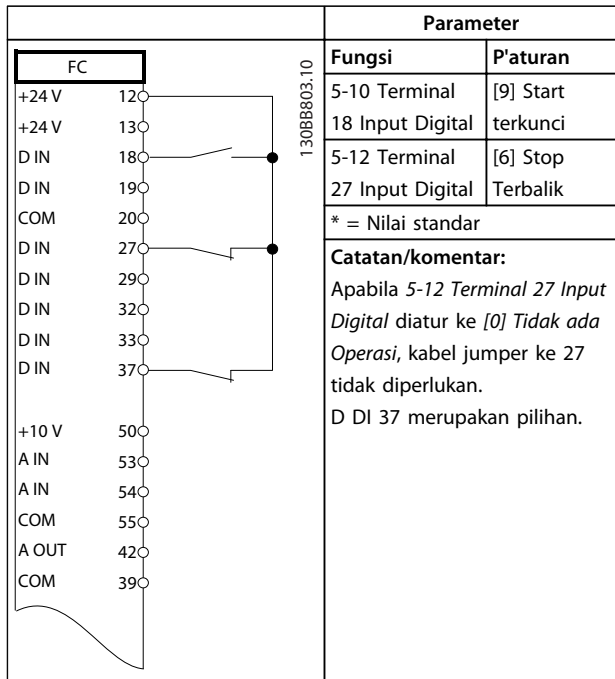 FC
+24 V 12
+24 V 13
D IN 18
D IN 19
COM 20
D IN 27
D IN 29
D IN 32
D IN 33
D IN 37
+10 V 50
A IN 53
A IN 54
COM 55
A OUT 42
COM 39
130BB803.10
Parameter
Fungsi P'aturan
5-10 Terminal [9] Start
18 Input Digital terkunci
5-12 Terminal [6] Stop
27 Input Digital Terbalik
* = Nilai standar
Catatan/komentar:
Apabila 5-12 Terminal 27 Input
Digital diatur ke [0] Tidak ada
Operasi, kabel jumper ke 27
tidak diperlukan.
D DI 37 merupakan pilihan.